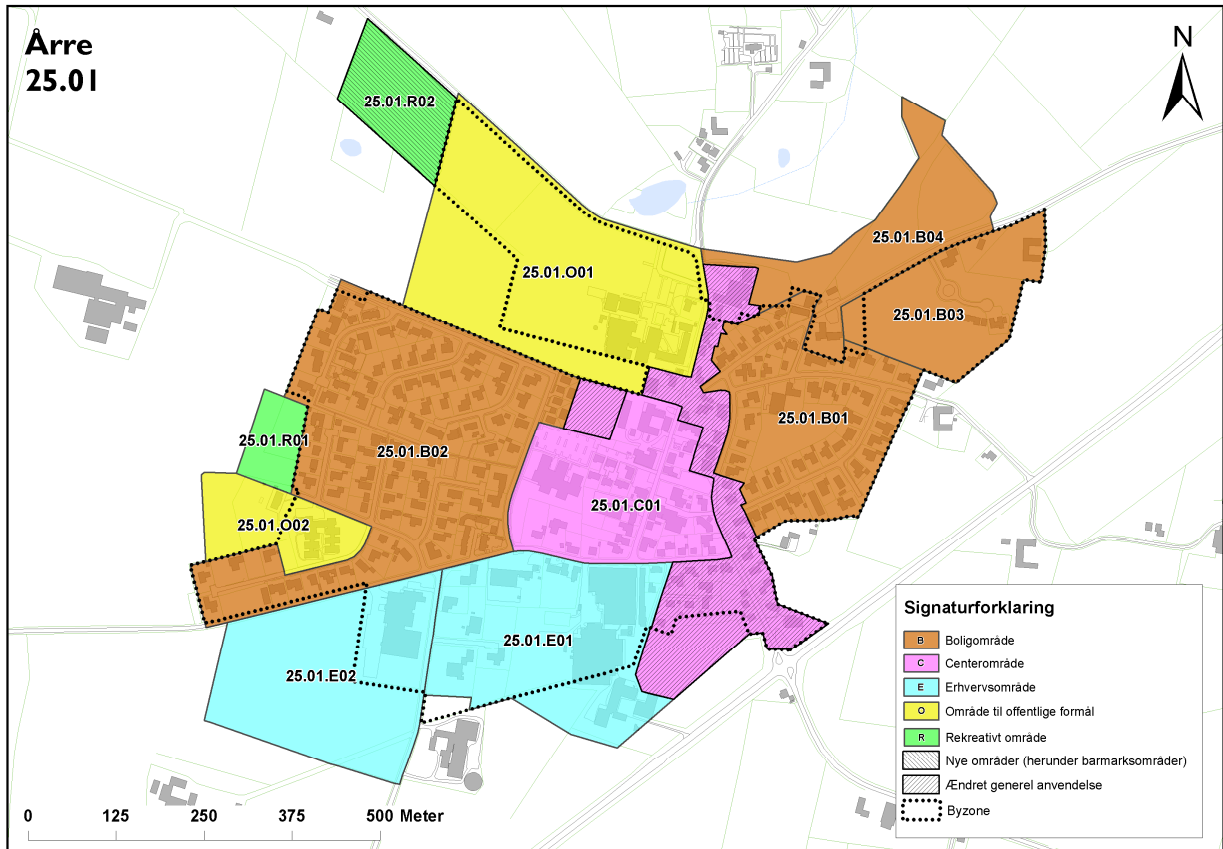 Årre
25.01
N
25.01.R02
25.01.B04
25.01.O01
25.01.B03
25.01.B01
25.01.R01
25.01.B02
25.01.C01
25.01.O02
25.01.E01
25.01.E02
Signaturforklaring
B Boligområde
C Centerområde
E Erhvervsområde
O Område til offentlige formål
R Rekreativt område
Nye områder (herunder barmarksområder)
Ændret generel anvendelse
Byzone
0 125 250 375 500 Meter